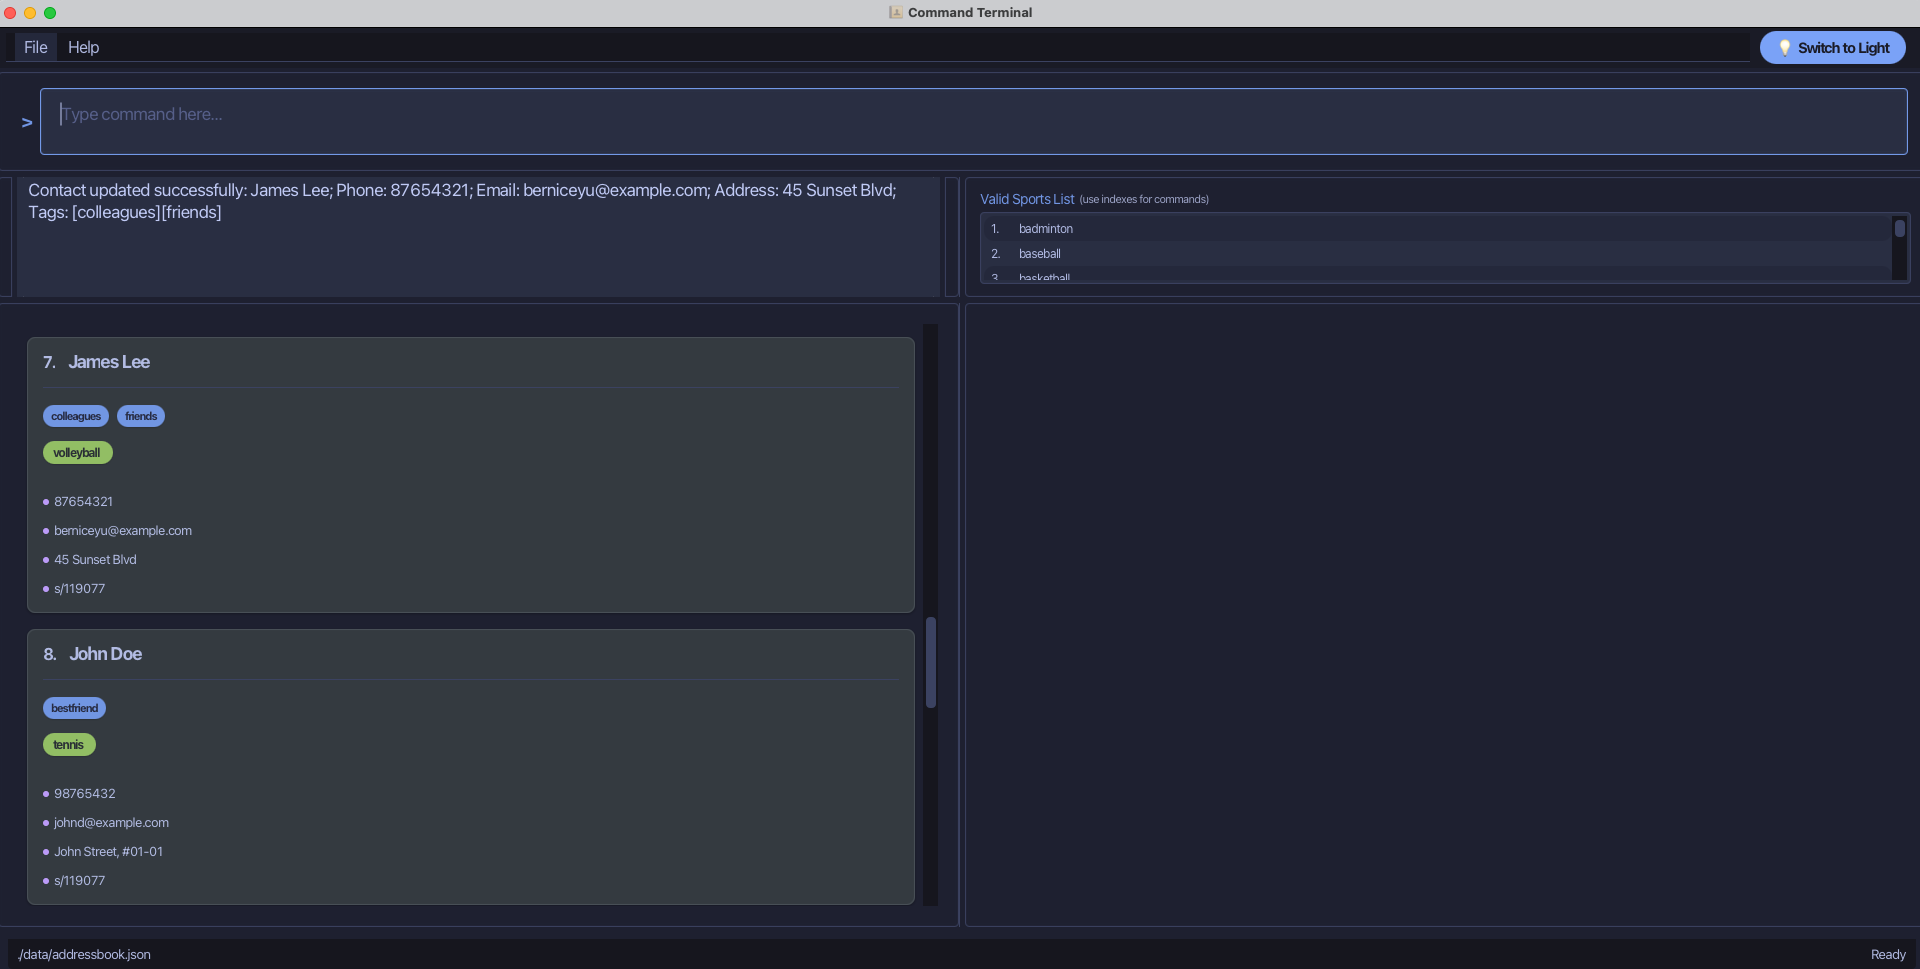 Command Terminal
File Help
💡 Switch to Light
>
Type command here...
Contact updated successfully: James Lee; Phone: 87654321; Email: berniceyu@example.com; Address: 45 Sunset Blvd;
Tags: [colleagues][friends]
Valid Sports List (use indexes for commands)
1. badminton
2. baseball
3. basketball
7. James Lee
colleagues friends
volleyball
87654321
berniceyu@example.com
45 Sunset Blvd
s/119077
8. John Doe
bestfriend
tennis
98765432
johnd@example.com
John Street, #01-01
s/119077
./data/addressbook.json
Ready